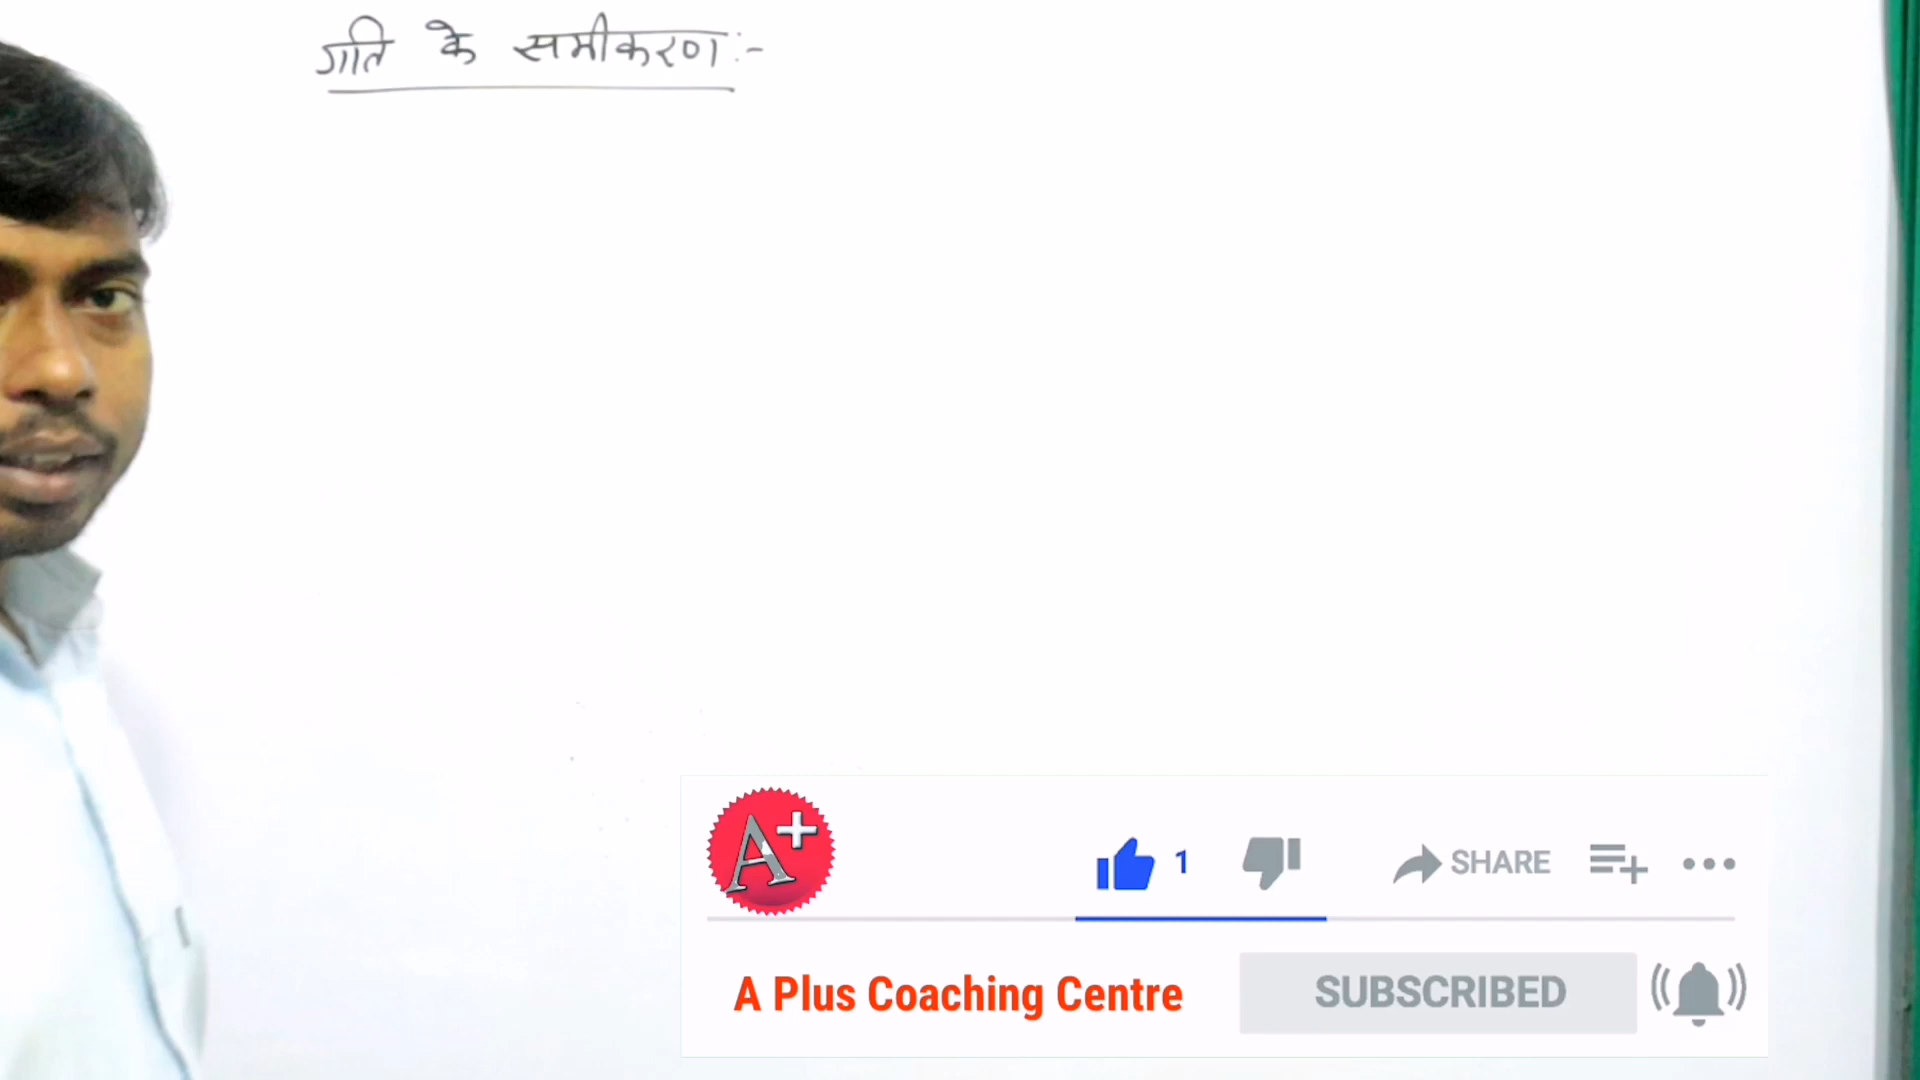 गति के समीकरण:-
A+
1
SHARE
A Plus Coaching Centre
SUBSCRIBED